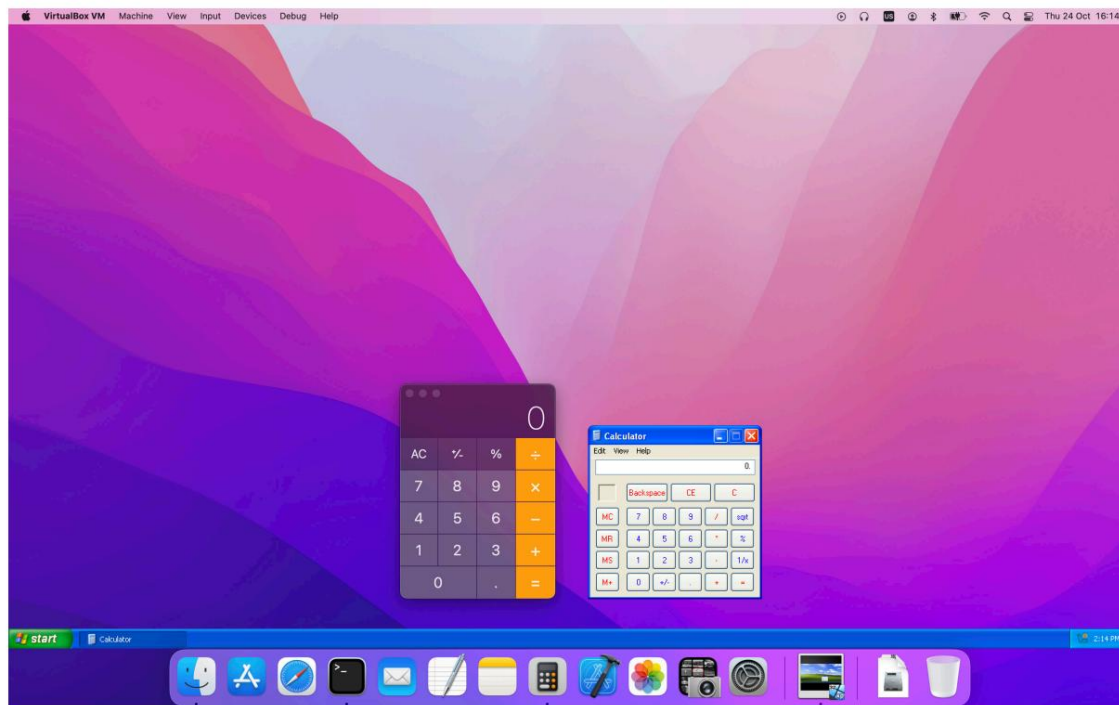 VirtualBox VM Machine View Input Devices Debug Help US Thu 24 Oct 16:14
0
AC +/- % ÷
7 8 9 ×
4 5 6 −
1 2 3 +
0 . =
Calculator
Edit View Help
0.
Backspace CE C
MC 7 8 9 / sqrt
MR 4 5 6 * %
MS 1 2 3 - 1/x
M+ 0 +/- . + =
start Calculator 2:14 PM
>_